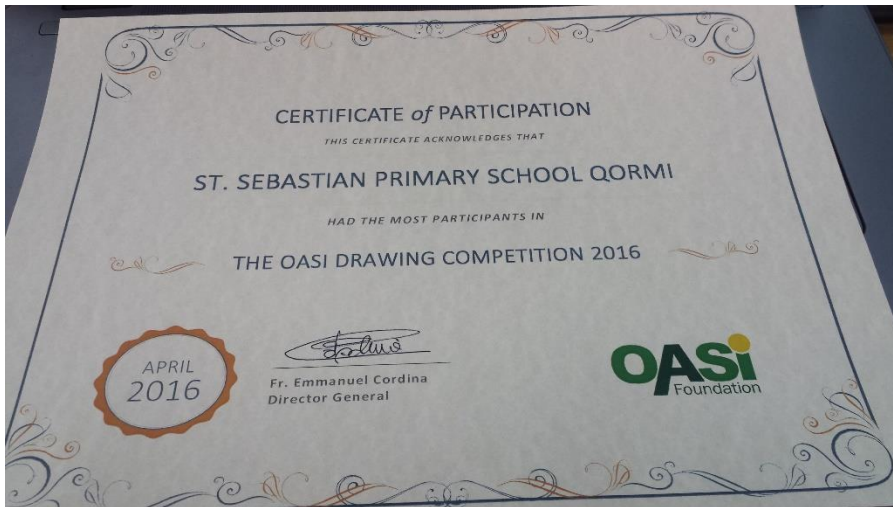 CERTIFICATE of PARTICIPATION
THIS CERTIFICATE ACKNOWLEDGES THAT
ST. SEBASTIAN PRIMARY SCHOOL QORMI
HAD THE MOST PARTICIPANTS IN
THE OASI DRAWING COMPETITION 2016
APRIL
2016
Fr. Emmanuel Cordina
Director General
OASi
Foundation